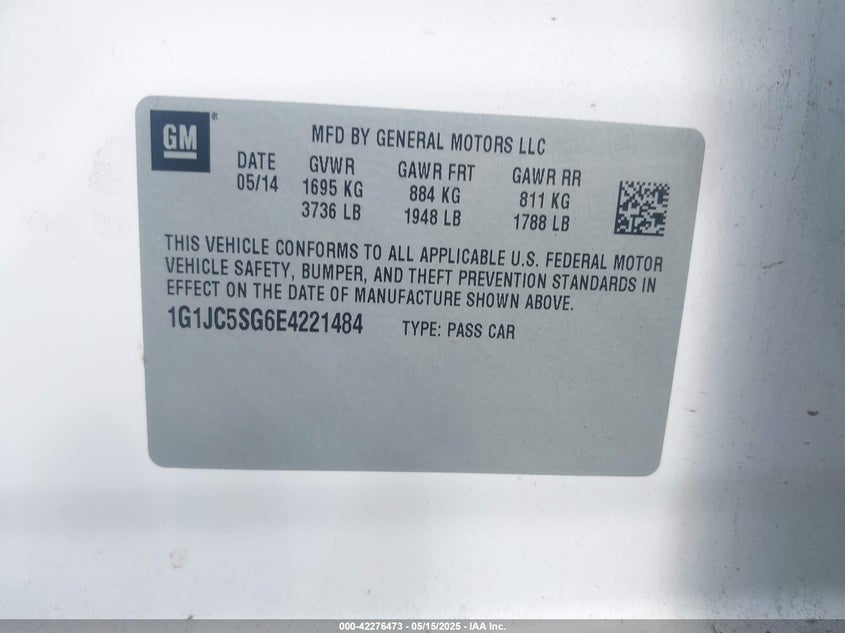 GM®
MFD BY GENERAL MOTORS LLC
DATE GVWR GAWR FRT GAWR RR
05/14 1695 KG 884 KG 811 KG
3736 LB 1948 LB 1788 LB
THIS VEHICLE CONFORMS TO ALL APPLICABLE U.S. FEDERAL MOTOR
VEHICLE SAFETY, BUMPER, AND THEFT PREVENTION STANDARDS IN
EFFECT ON THE DATE OF MANUFACTURE SHOWN ABOVE.
1G1JC5SG6E4221484 TYPE: PASS CAR
000-42276473 - 05/15/2025 - IAA Inc.